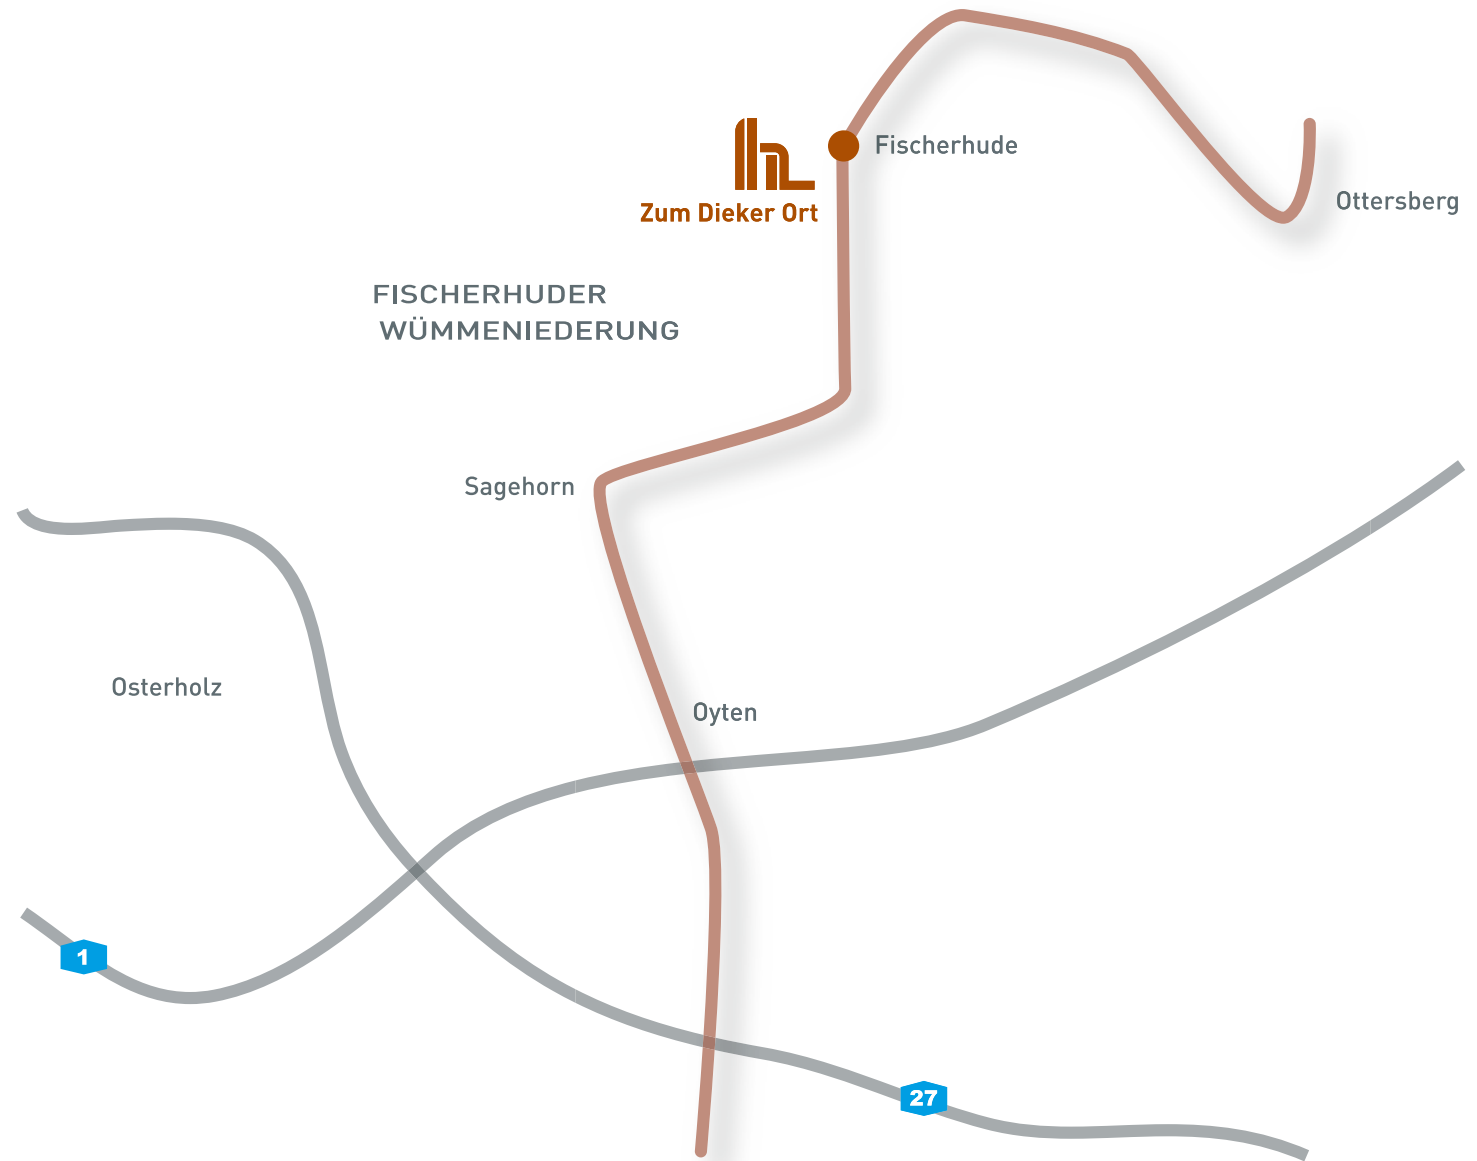 Fischerhude
Ottersberg
Zum Dieker Ort
FISCHERHUDER
WÜMMENIEDERUNG
Sagehorn
Osterholz
Oyten
1
27